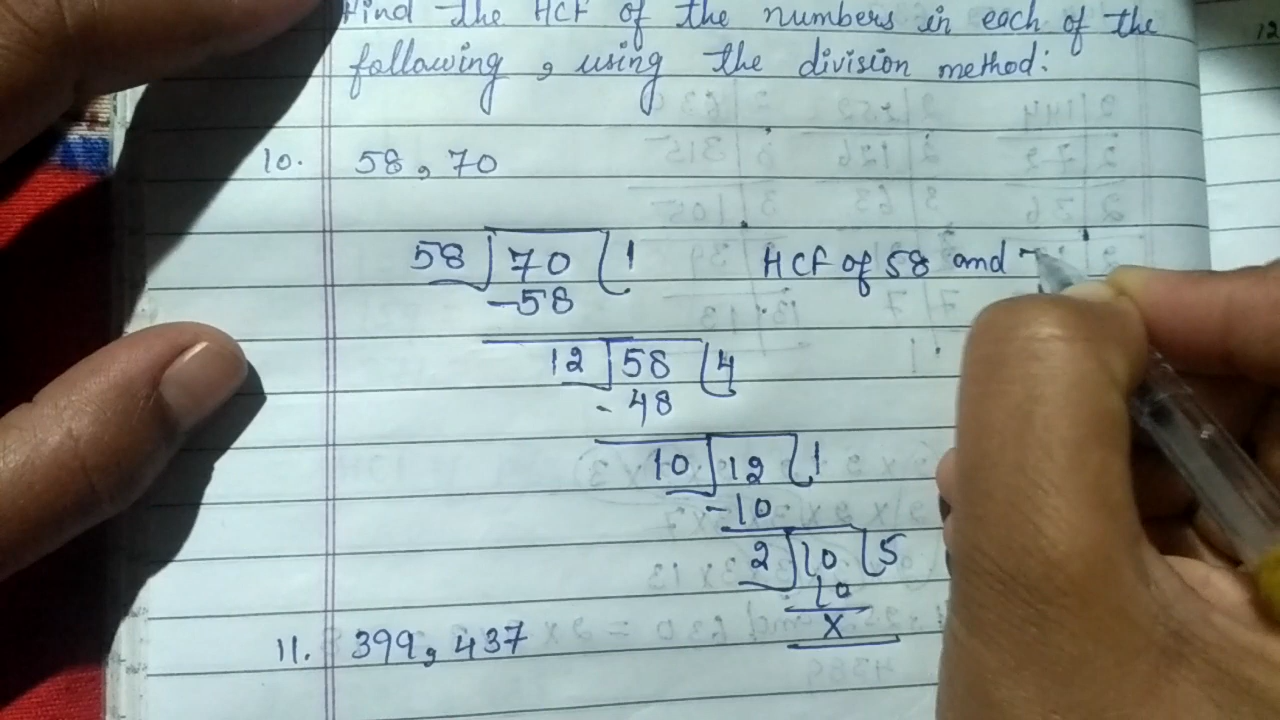 Find the HCF of the numbers in each of the
following, using the division method:
10. 58, 70
58 70 1 HCF of 58 and 7
-58
12 58 4
- 48
10 12 1
-10
2 10 5
10
x
11. 399, 437
12